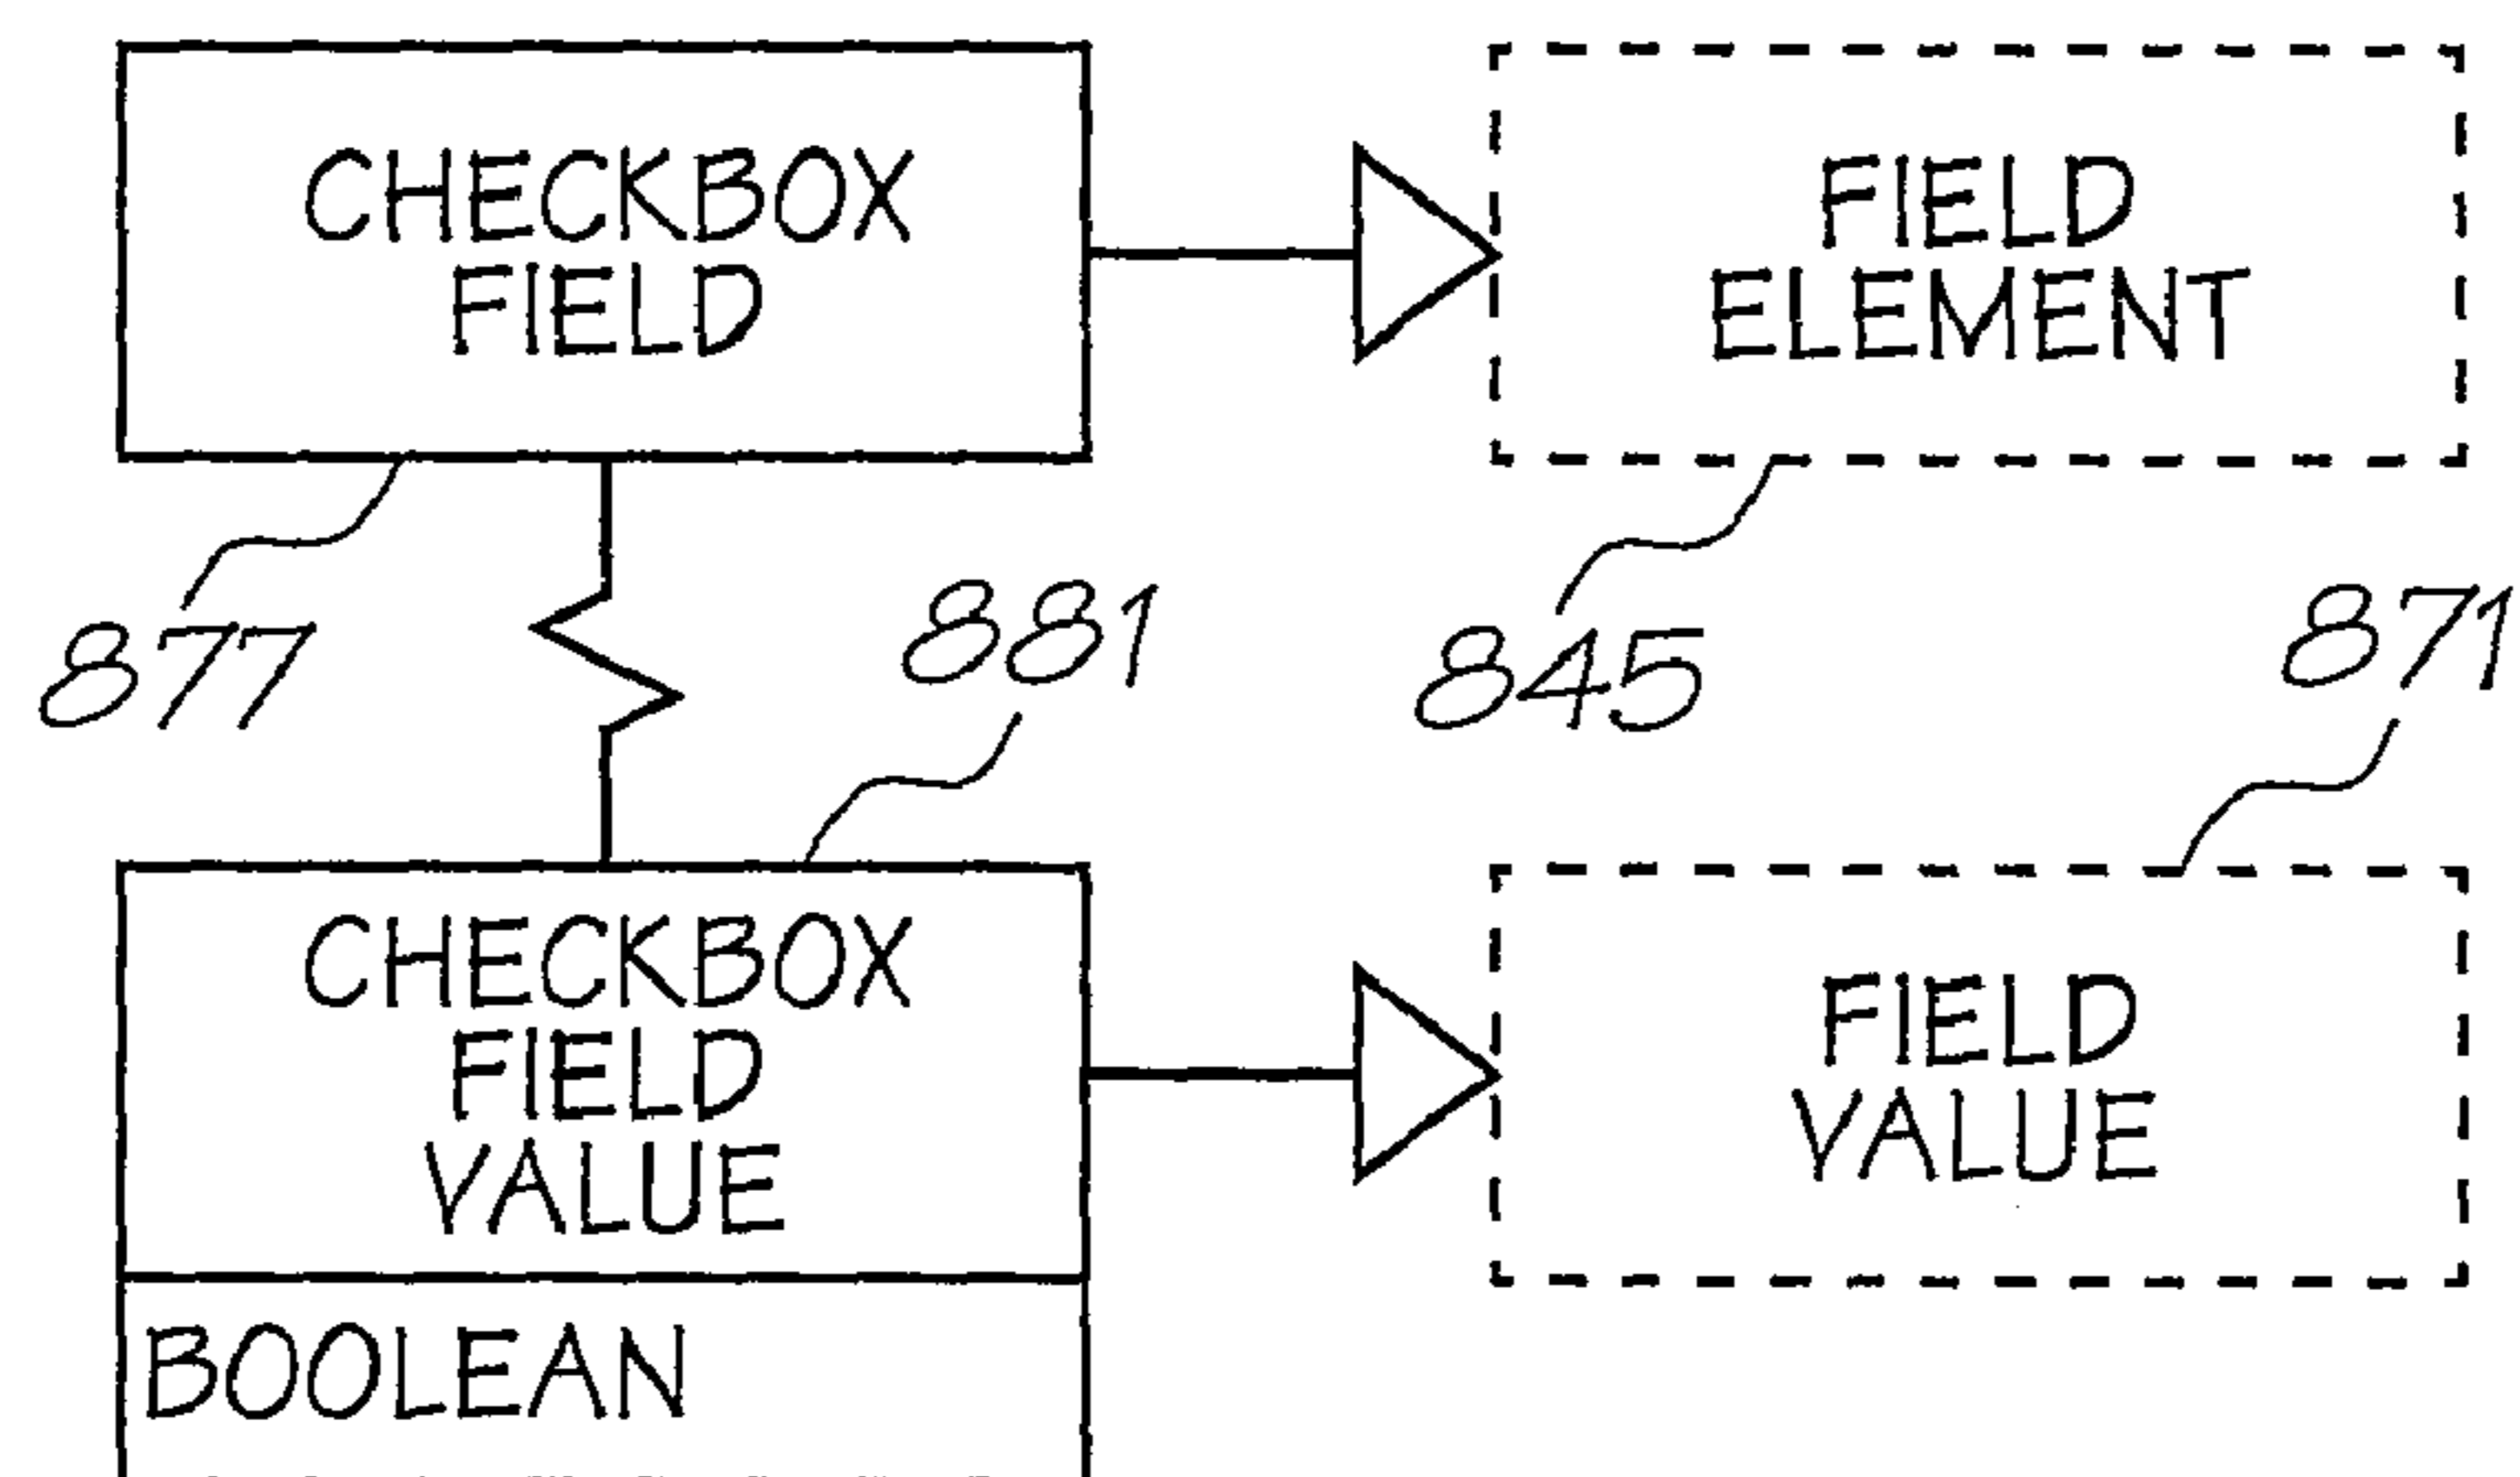 CHECKBOX
FIELD
FIELD
ELEMENT
877
881
845
871
CHECKBOX
FIELD
VALUE
FIELD
VALUE
BOOLEAN